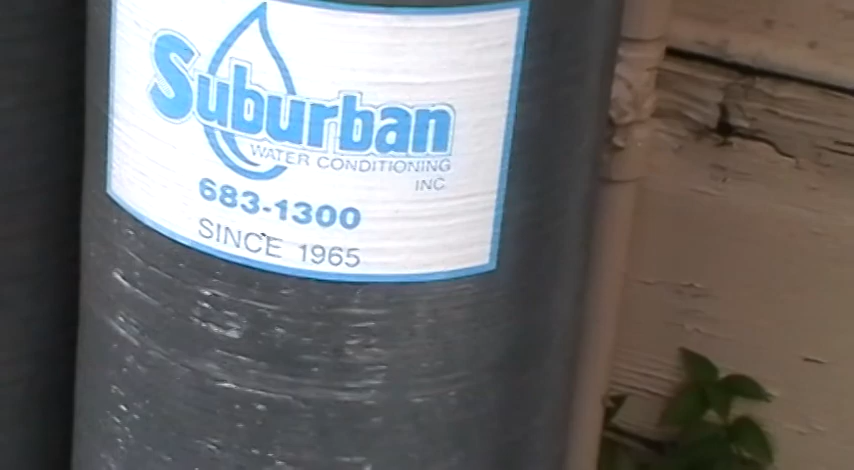 Suburban
WATER CONDITIONING
INC
683-1300
SINCE 1965